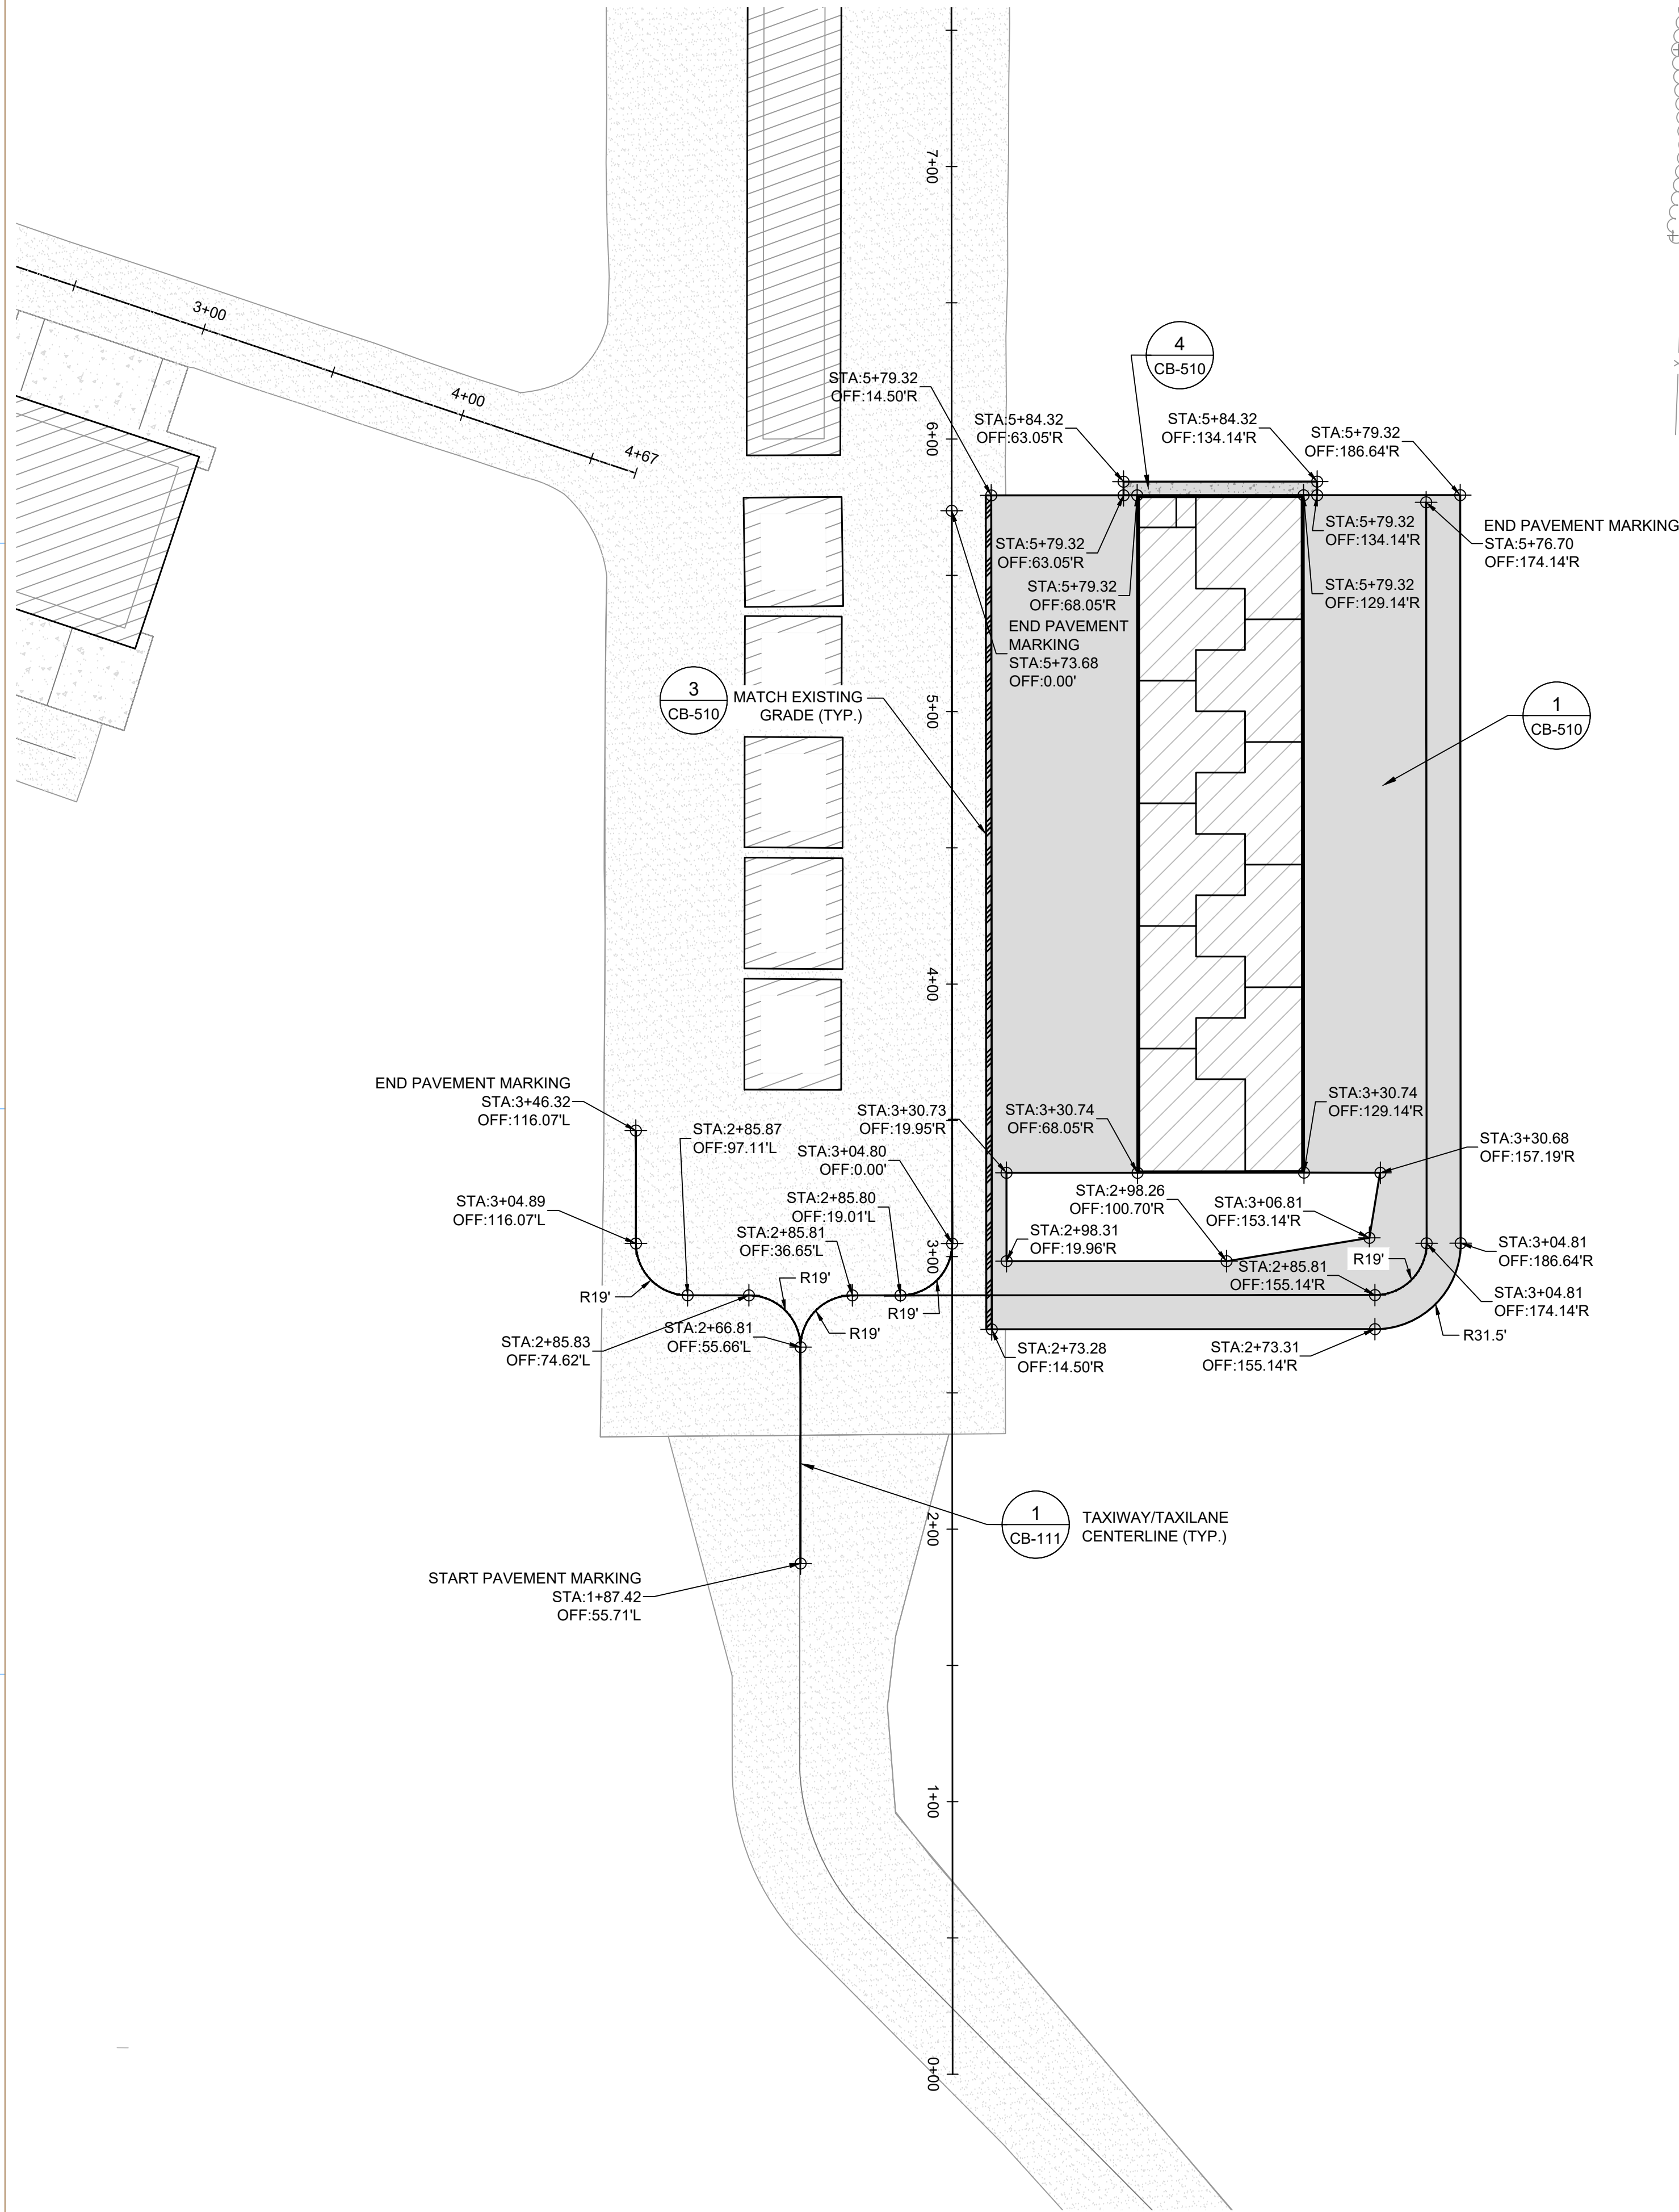 7+00
3+00
4+00
4+67
6+00
4
CB-510
STA:5+79.32
OFF:14.50'R
STA:5+84.32
OFF:63.05'R
STA:5+84.32
OFF:134.14'R
STA:5+79.32
OFF:186.64'R
STA:5+79.32
OFF:134.14'R
END PAVEMENT MARKING
STA:5+76.70
OFF:174.14'R
STA:5+79.32
OFF:63.05'R
STA:5+79.32
OFF:68.05'R
STA:5+79.32
OFF:129.14'R
END PAVEMENT
MARKING
STA:5+73.68
OFF:0.00'
3
CB-510
MATCH EXISTING
GRADE (TYP.)
5+00
1
CB-510
4+00
END PAVEMENT MARKING
STA:3+46.32
OFF:116.07'L
STA:2+85.87
OFF:97.11'L
STA:3+30.73
OFF:19.95'R
STA:3+30.74
OFF:68.05'R
STA:3+30.74
OFF:129.14'R
STA:3+30.68
OFF:157.19'R
STA:3+04.80
OFF:0.00'
STA:3+04.89
OFF:116.07'L
STA:2+85.80
OFF:19.01'L
STA:2+85.81
OFF:36.65'L
STA:2+98.26
OFF:100.70'R
STA:3+06.81
OFF:153.14'R
3+00
STA:2+98.31
OFF:19.96'R
R19'
STA:3+04.81
OFF:186.64'R
STA:2+85.81
OFF:155.14'R
R19'
R19'
STA:3+04.81
OFF:174.14'R
R19'
R19'
STA:2+85.83
OFF:74.62'L
STA:2+66.81
OFF:55.66'L
STA:2+73.28
OFF:14.50'R
STA:2+73.31
OFF:155.14'R
R31.5'
1
CB-111
TAXIWAY/TAXILANE
CENTERLINE (TYP.)
2+00
START PAVEMENT MARKING
STA:1+87.42
OFF:55.71'L
1+00
0+00